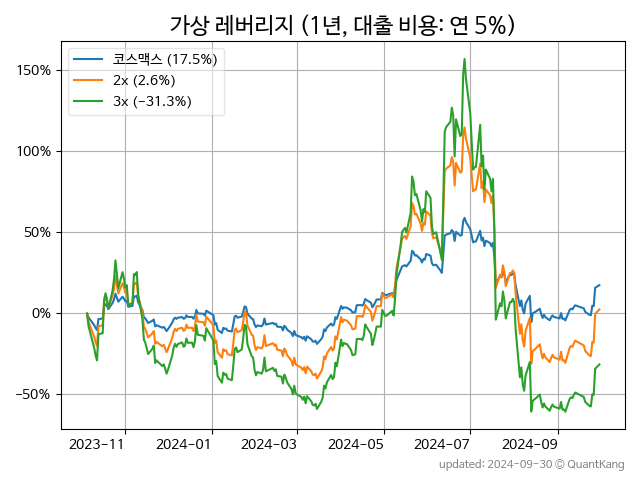 가상 레버리지 (1년, 대출 비용: 연 5%)
코스맥스 (17.5%)
2x (2.6%)
3x (−31.3%)
150%
100%
50%
0%
−50%
2023−11
2024−01
2024−03
2024−05
2024−07
2024−09
updated: 2024-09-30 © QuantKang